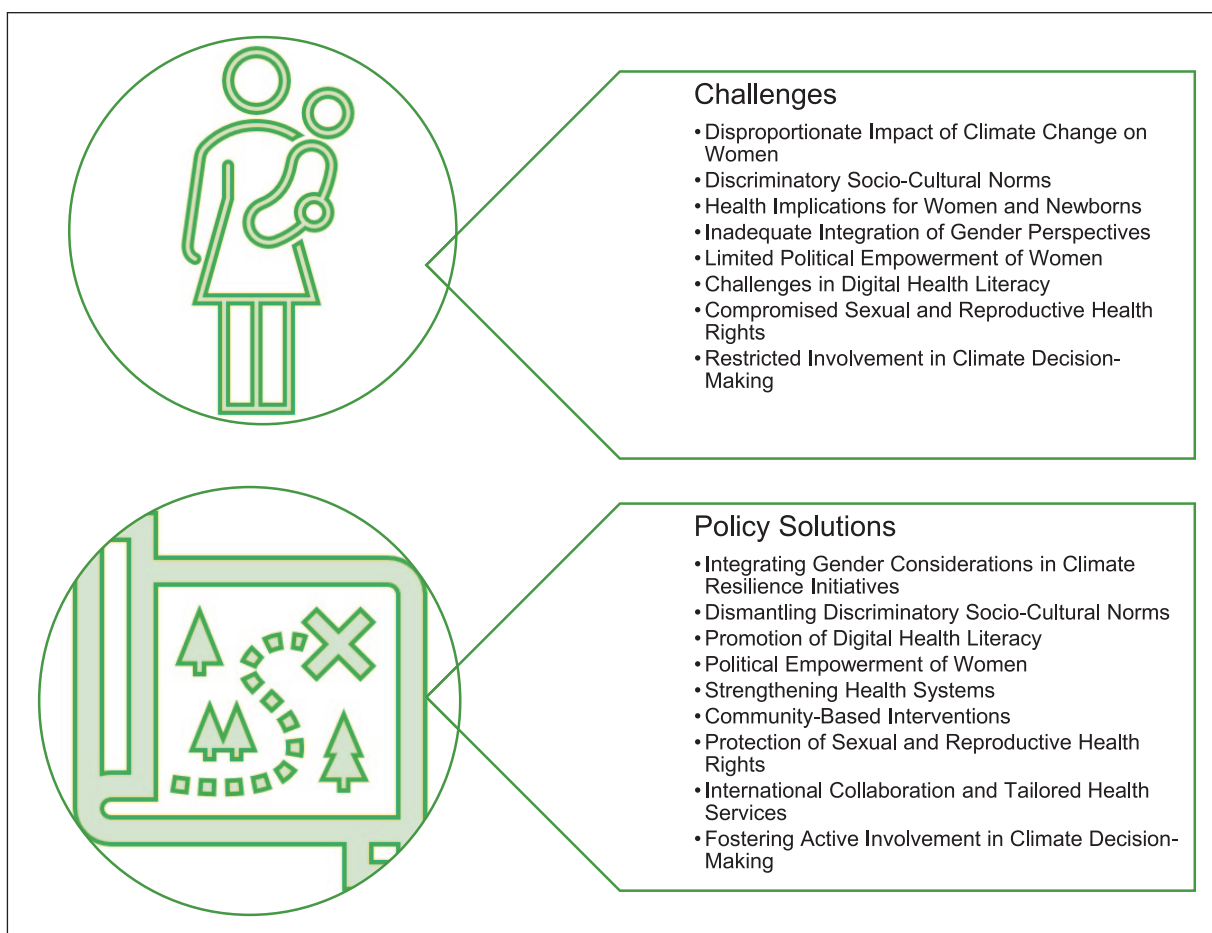 Challenges
•Disproportionate Impact of Climate Change on
Women
•Discriminatory Socio-Cultural Norms
•Health Implications for Women and Newborns
•Inadequate Integration of Gender Perspectives
•Limited Political Empowerment of Women
•Challenges in Digital Health Literacy
•Compromised Sexual and Reproductive Health
Rights
•Restricted Involvement in Climate Decision-
Making
Policy Solutions
•Integrating Gender Considerations in Climate
Resilience Initiatives
•Dismantling Discriminatory Socio-Cultural Norms
•Promotion of Digital Health Literacy
•Political Empowerment of Women
•Strengthening Health Systems
•Community-Based Interventions
•Protection of Sexual and Reproductive Health
Rights
•International Collaboration and Tailored Health
Services
•Fostering Active Involvement in Climate Decision-
Making